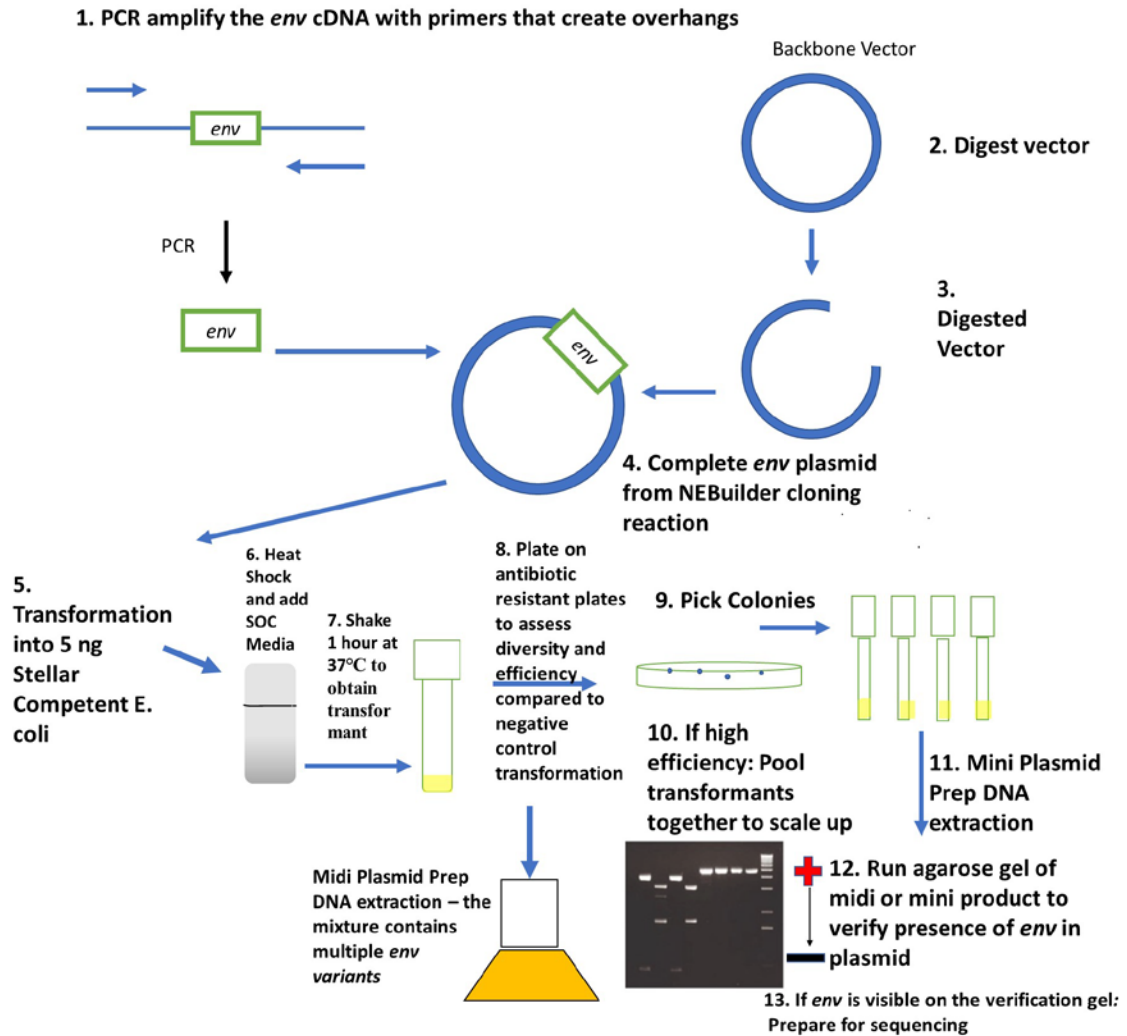 1. PCR amplify the env cDNA with primers that create overhangs
Backbone Vector
env
2. Digest vector
PCR
env
3.
Digested
Vector
env
4. Complete env plasmid
from NEBuilder cloning
reaction
5.
Transformation
into 5 ng
Stellar
Competent E.
coli
6. Heat
Shock
and add
SOC
Media
7. Shake
1 hour at
37°C to
obtain
transfor
mant
8. Plate on
antibiotic
resistant plates
to assess
diversity and
efficiency
compared to
negative
control
transformation
9. Pick Colonies
10. If high
efficiency: Pool
transformants
together to scale up
11. Mini Plasmid
Prep DNA
extraction
Midi Plasmid Prep
DNA extraction – the
mixture contains
multiple env
variants
12. Run agarose gel of
midi or mini product to
verify presence of env in
plasmid
13. If env is visible on the verification gel:
Prepare for sequencing